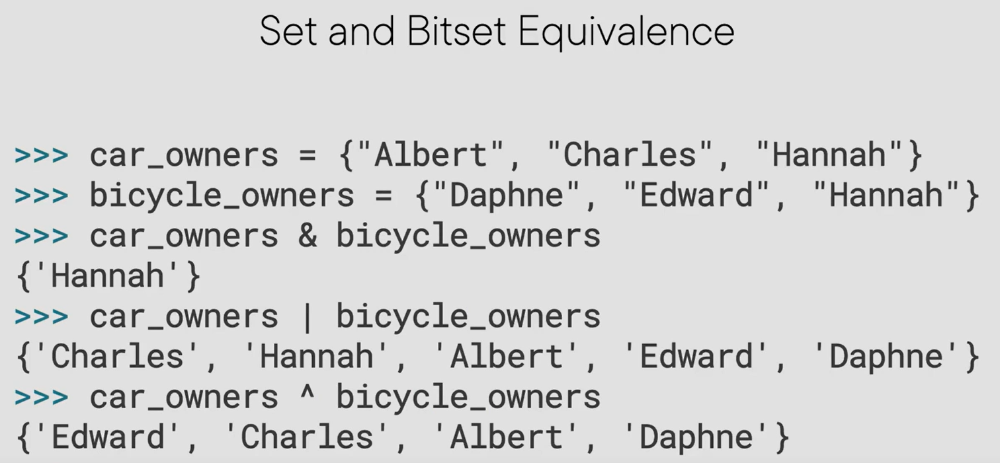 Set and Bitset Equivalence
>>> car_owners = {"Albert", "Charles", "Hannah"}
>>> bicycle_owners = {"Daphne", "Edward", "Hannah"}
>>> car_owners & bicycle_owners
{'Hannah'}
>>> car_owners | bicycle_owners
{'Charles', 'Hannah', 'Albert', 'Edward', 'Daphne'}
>>> car_owners ^ bicycle_owners
{'Edward', 'Charles', 'Albert', 'Daphne'}